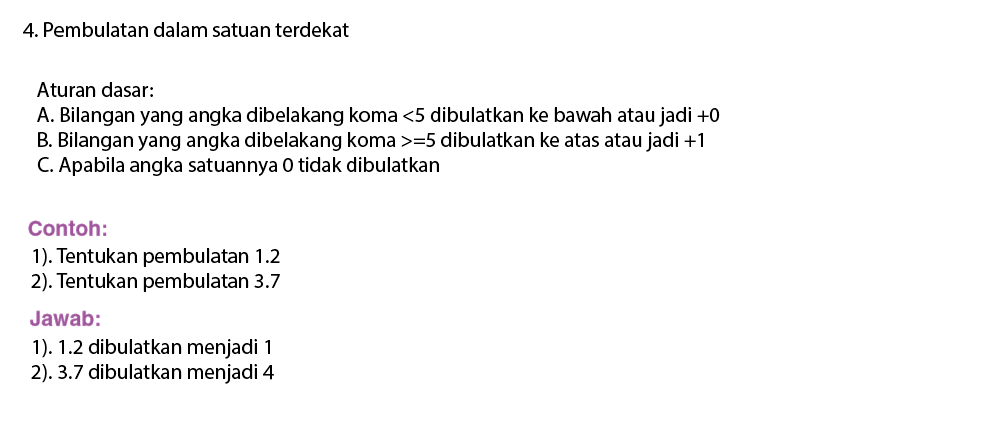 4. Pembulatan dalam satuan terdekat
Aturan dasar:
A. Bilangan yang angka dibelakang koma <5 dibulatkan ke bawah atau jadi +0
B. Bilangan yang angka dibelakang koma >=5 dibulatkan ke atas atau jadi +1
C. Apabila angka satuannya 0 tidak dibulatkan
Contoh:
1). Tentukan pembulatan 1.2
2). Tentukan pembulatan 3.7
Jawab:
1). 1.2 dibulatkan menjadi 1
2). 3.7 dibulatkan menjadi 4